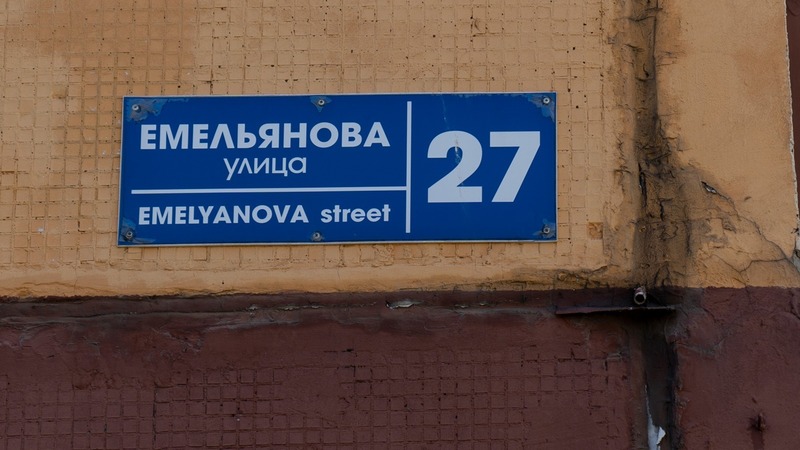 ЕМЕЛЬЯНОВА
улица
EMELYANOVA street
27